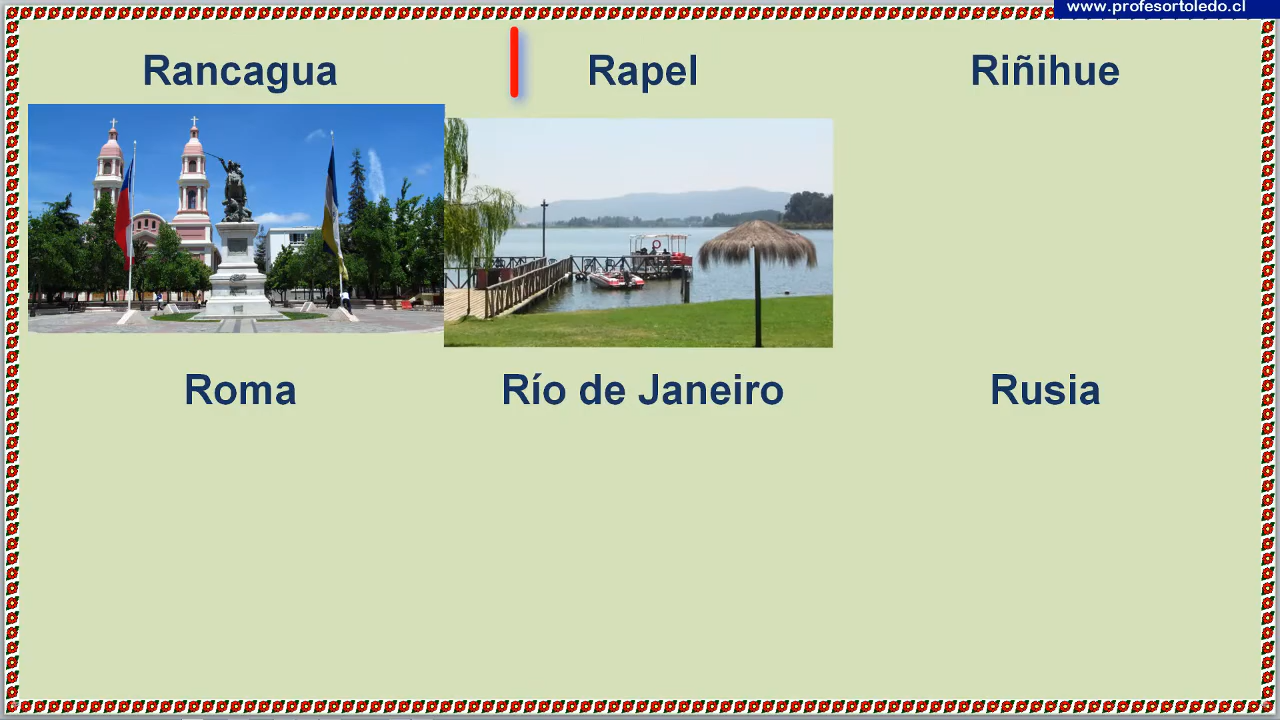 www.profesortoledo.cl
Rancagua
Rapel
Riñihue
Roma
Río de Janeiro
Rusia